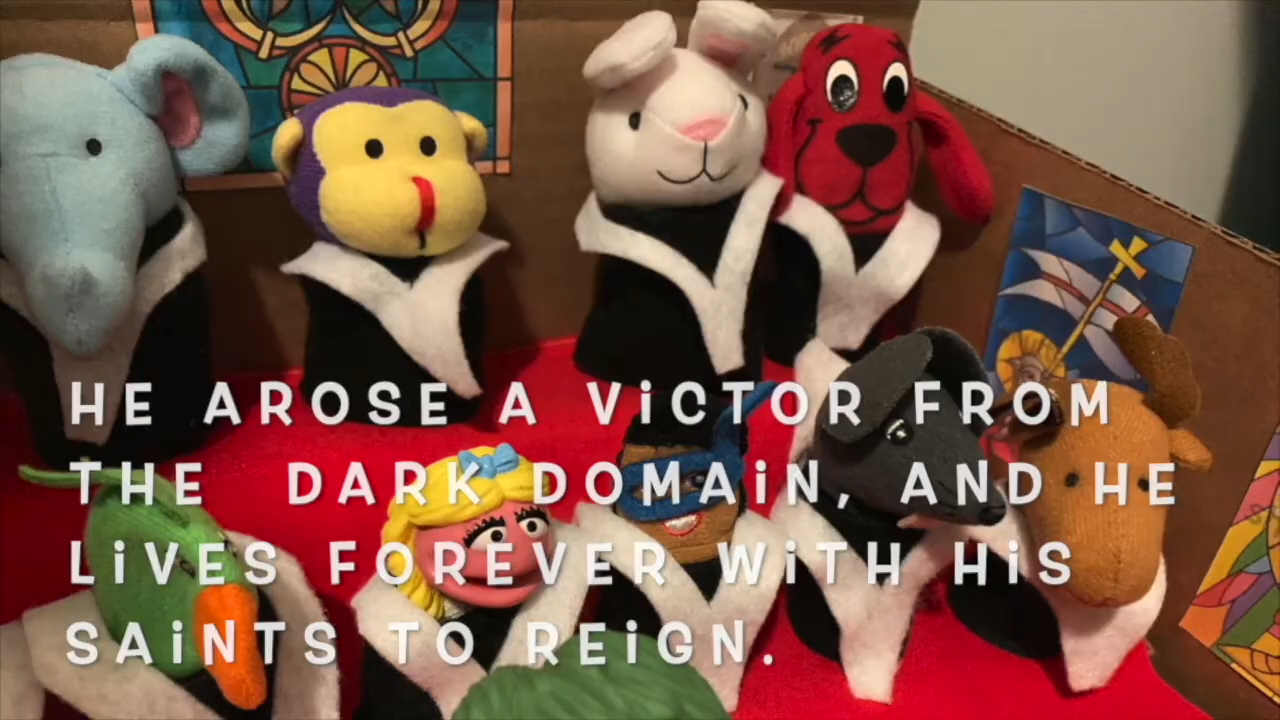 HE AROSE A ViCTOR FROM
THE DARK DOMAiN, AND HE
LiVES FOREVER WiTH HiS
SAiNTS TO REiGN.